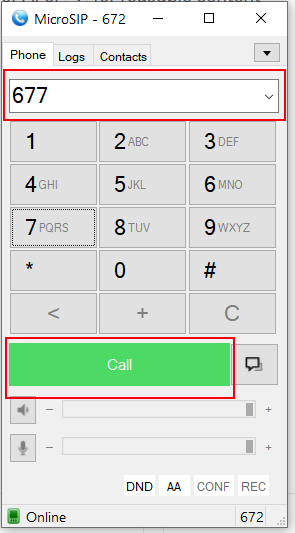 MicroSIP - 672
Phone Logs Contacts
677
1 2 ABC 3 DEF
4 GHI 5 JKL 6 MNO
7 PQRS 8 TUV 9 WXYZ
* 0 #
< + C
Call
− +
− +
DND AA CONF REC
Online 672